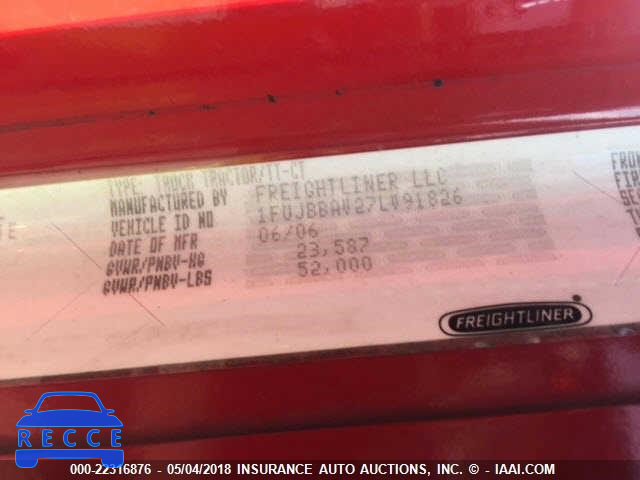 TYPE: TRUCK TRACTOR/TT-CT
MANUFACTURED BY FREIGHTLINER LLC
VEHICLE ID NO 1FUJBBAV27LV91826
DATE OF MFR 06/06
GVWR/PNBV-KG 23,587
GVWR/PNBV-LBS 52,000
FREIGHTLINER
RECCE
000-22316876 - 05/04/2018 INSURANCE AUTO AUCTIONS, INC. - © IAAI.COM